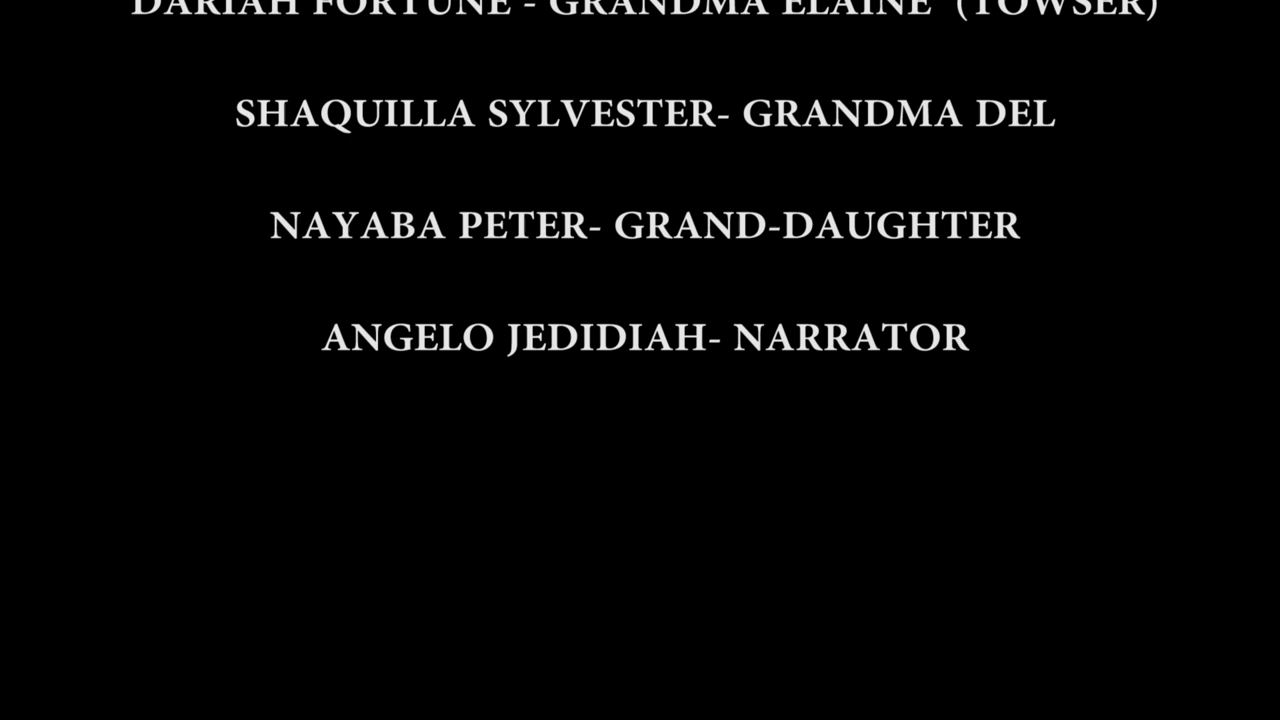 DARIAH FORTUNE - GRANDMA ELAINE (TOWSER)
SHAQUILLA SYLVESTER- GRANDMA DEL
NAYABA PETER- GRAND-DAUGHTER
ANGELO JEDIDIAH- NARRATOR